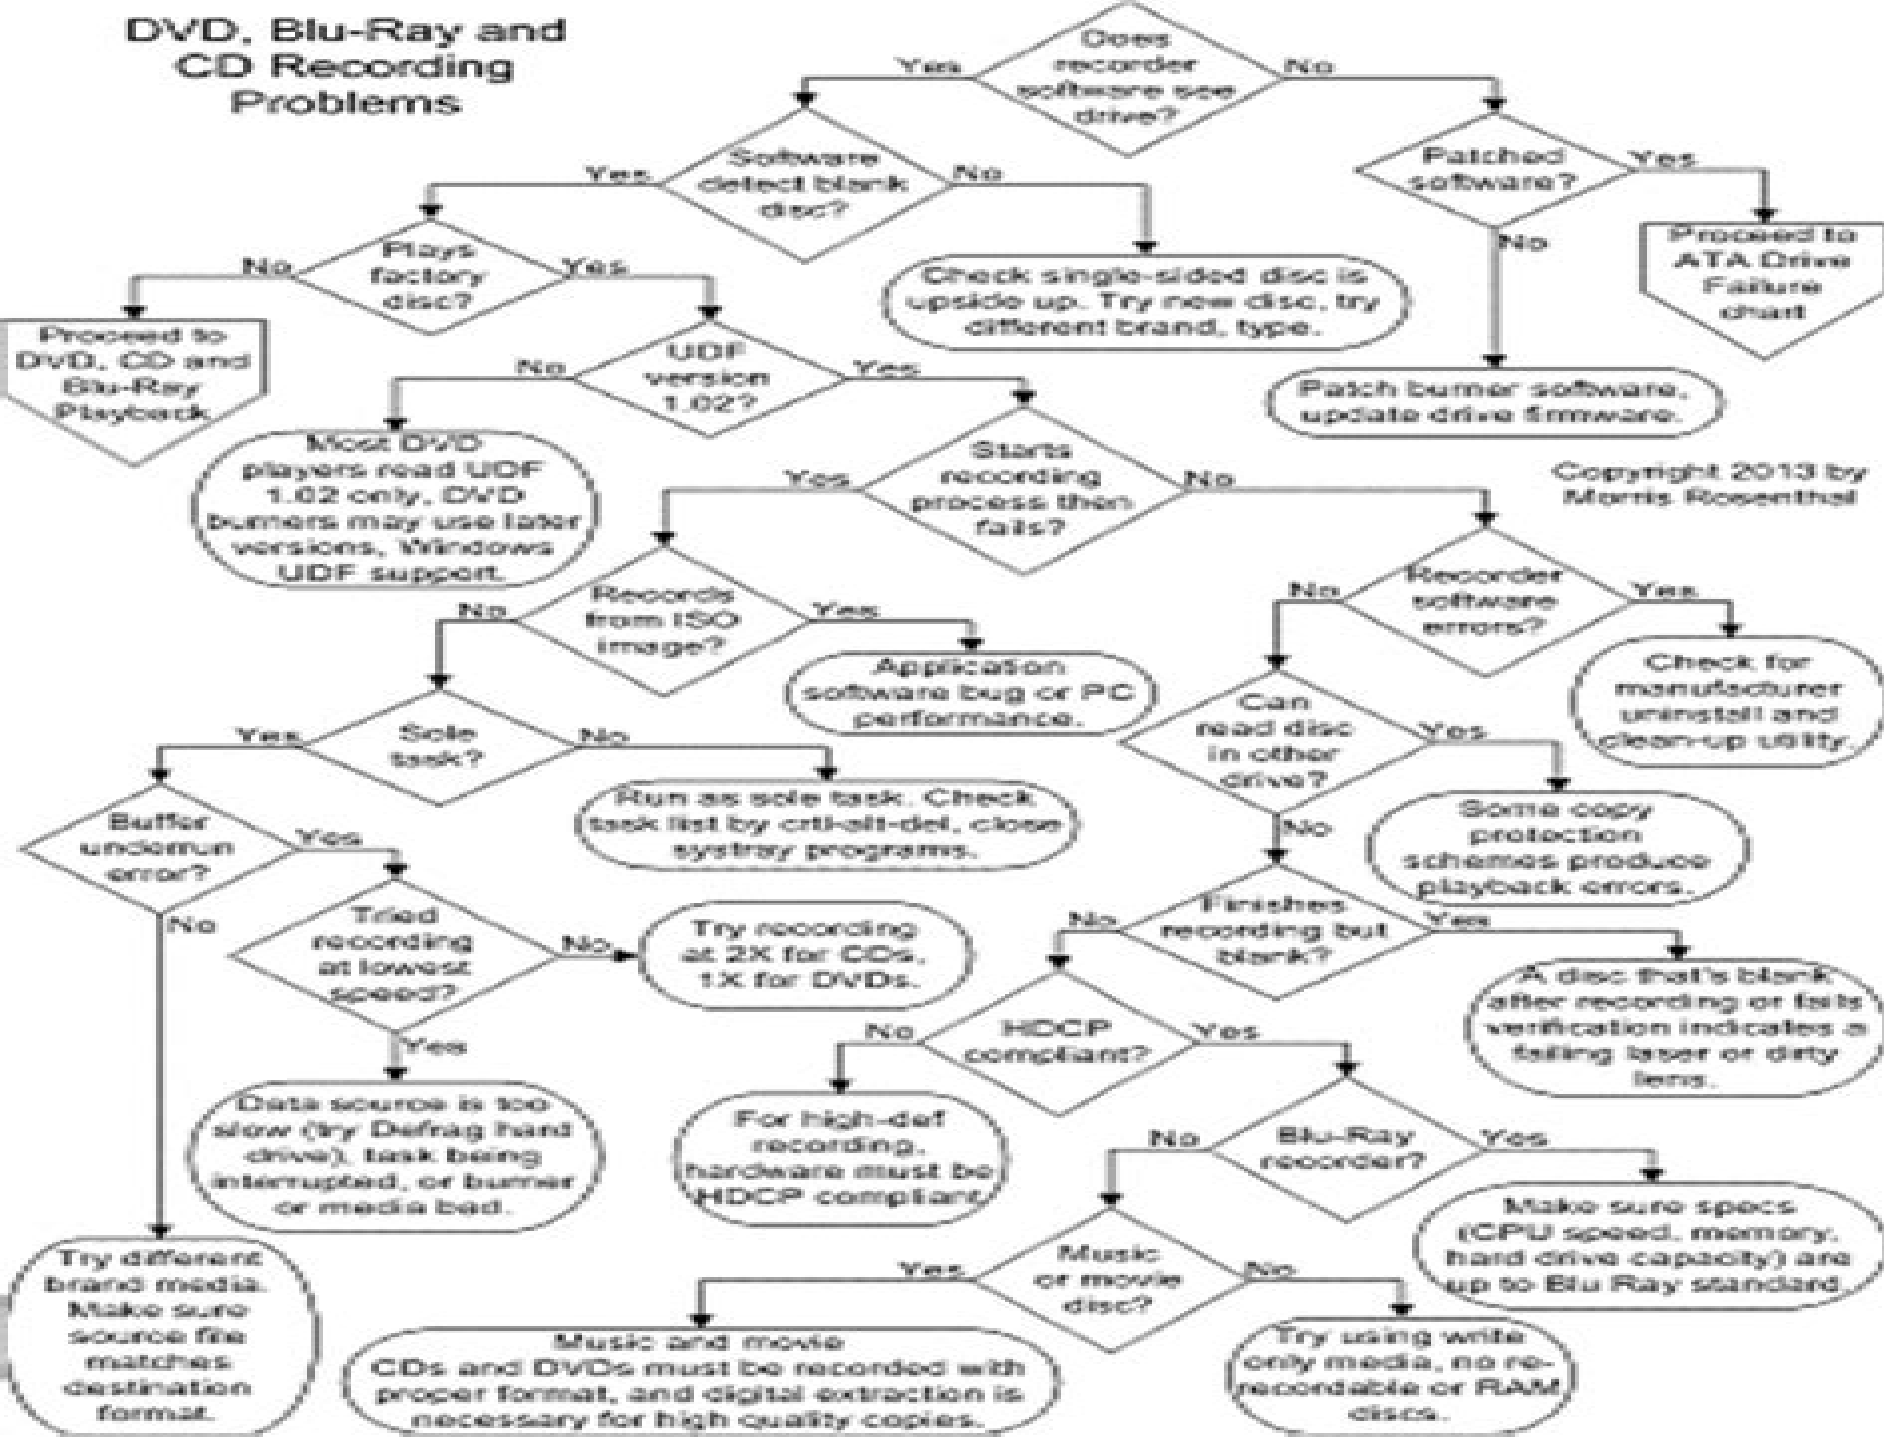 DVD, Blu-Ray and
CD Recording
Problems
Does
recorder
software see
drive?
Yes
No
Software
detect blank
disc?
Yes
No
Patched
software?
Yes
No
Proceed to
ATA Drive
Failure
chart
Plays
factory
disc?
No
Yes
Check single-sided disc is
upside up. Try new disc, try
different brand, type.
Proceed to
DVD, CD and
Blu-Ray
Playback
UDF
version
1.02?
No
Yes
Patch burner software,
update drive firmware.
Most DVD
players read UDF
1.02 only, DVD
burners may use later
versions, Windows
UDF support.
Starts
recording
process then
fails?
Yes
No
Copyright 2013 by
Morris Rosenthal
Records
from ISO
image?
No
Yes
Recorder
software
errors?
No
Yes
Application
software bug or PC
performance.
Check for
manufacturer
uninstall and
clean-up utility.
Sole
task?
Yes
No
Can
read disc
in other
drive?
Yes
No
Run as sole task. Check
task list by crtl-alt-del, close
systray programs.
Some copy
protection
schemes produce
playback errors.
Buffer
underrun
error?
Yes
No
Tried
recording
at lowest
speed?
No
Yes
Try recording
at 2X for CDs,
1X for DVDs.
Finishes
recording but
blank?
No
Yes
A disc that's blank
after recording or fails
verification indicates a
failing laser or dirty
lens.
HDCP
compliant?
No
Yes
Data source is too
slow (try Defrag hard
drive), task being
interrupted, or burner
or media bad.
For high-def
recording,
hardware must be
HDCP compliant
Blu-Ray
recorder?
No
Yes
Make sure specs
(CPU speed, memory,
hard drive capacity) are
up to Blu Ray standard
Try different
brand media.
Make sure
source file
matches
destination
format.
Music
or movie
disc?
Yes
No
Music and movie
CDs and DVDs must be recorded with
proper format, and digital extraction is
necessary for high quality copies.
Try using write
only media, no re-
recordable or RAM
discs.